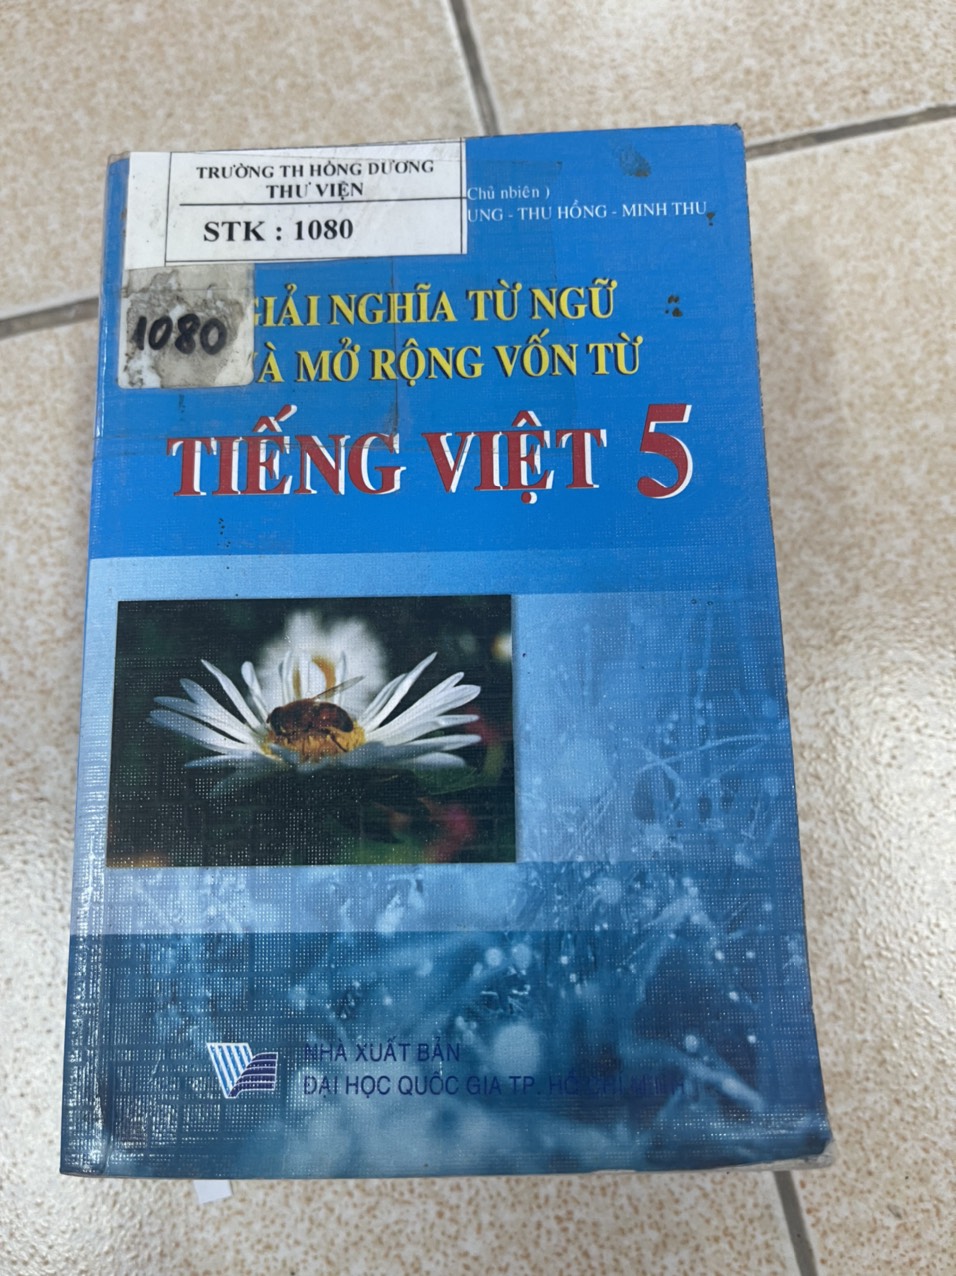 TRƯỜNG TH HỒNG DƯƠNG
THƯ VIỆN
STK : 1080
Chủ nhiên )
UNG - THU HỒNG - MINH THU
1080
GIẢI NGHĨA TỪ NGỮ
VÀ MỞ RỘNG VỐN TỪ
TIẾNG VIỆT 5
NHÀ XUẤT BẢN
ĐẠI HỌC QUỐC GIA TP. HỒ CHÍ MINH